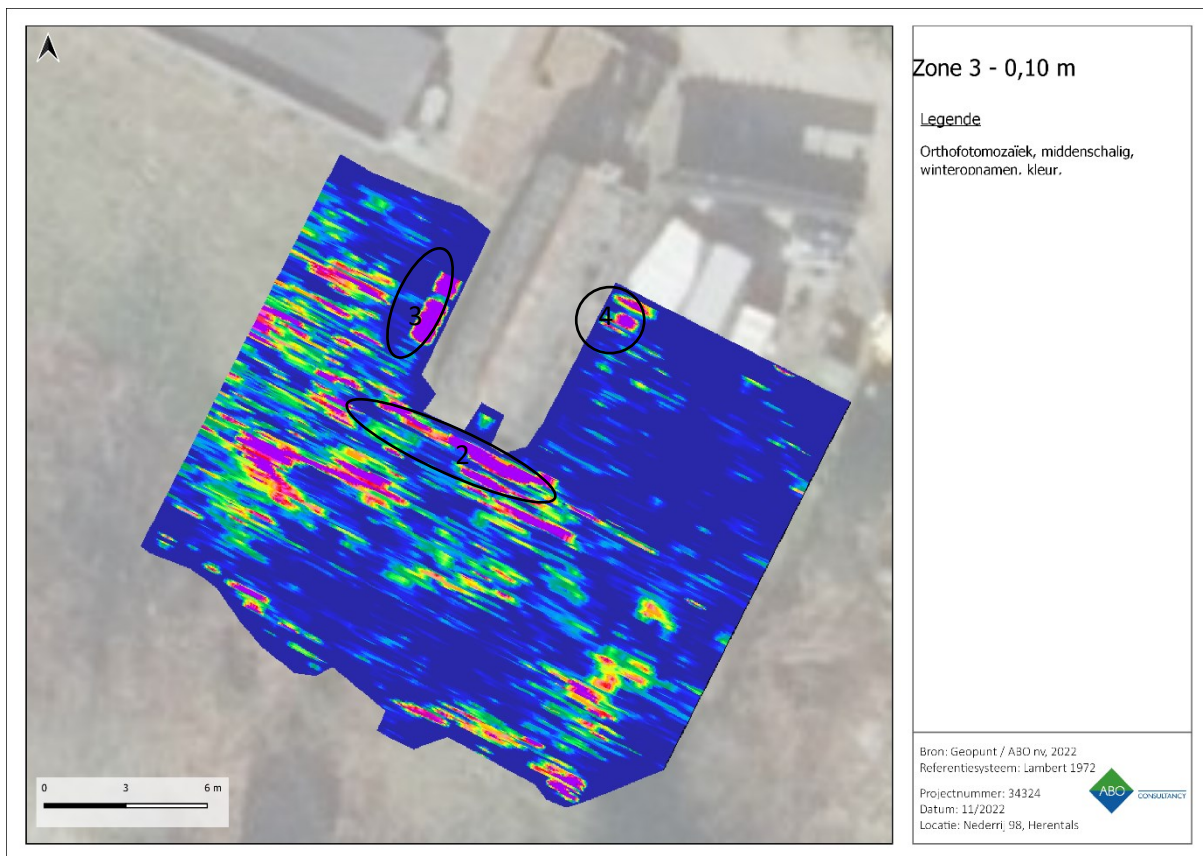 Zone 3 - 0,10 m
Legende
Orthofotomozaïek, middenschalig,
winteropnamen, kleur.
3
4
2
0 3 6 m
Bron: Geopunt / ABO nv, 2022
Referentiesysteem: Lambert 1972
Projectnummer: 34324
Datum: 11/2022
Locatie: Nederrij 98, Herentals
ABO CONSULTANCY